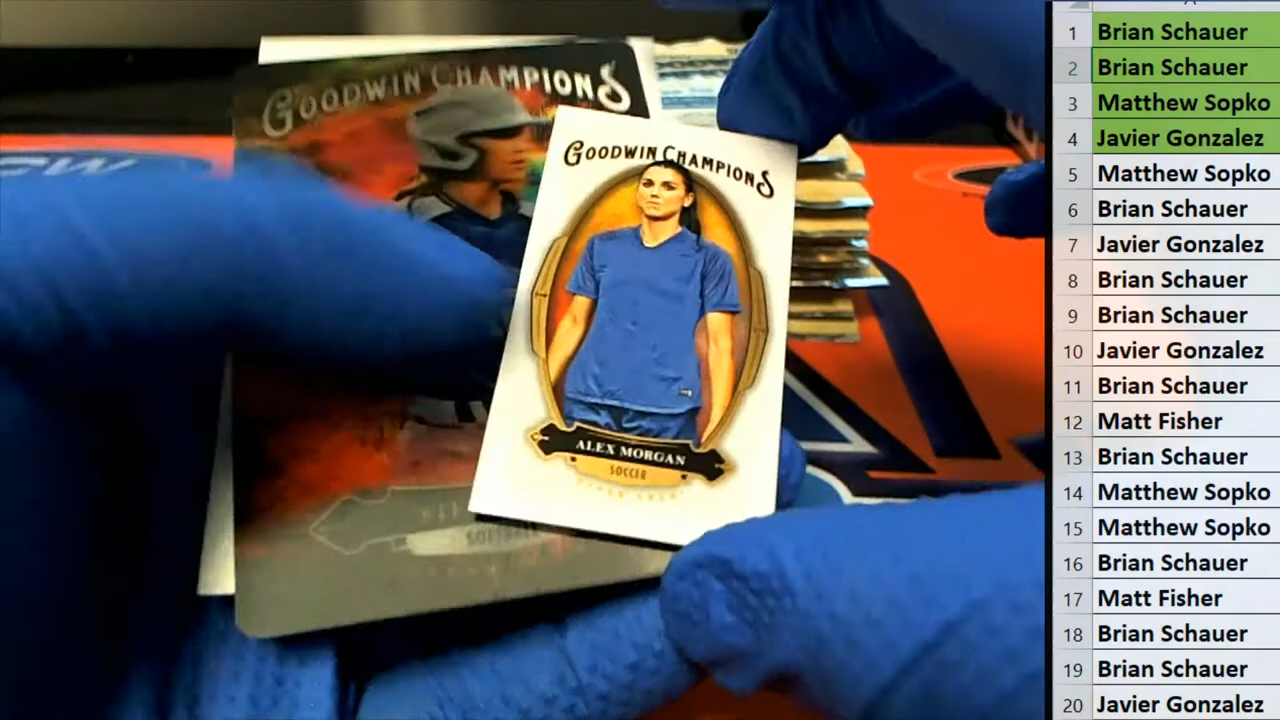 GOODWIN CHAMPIONS
GOODWIN CHAMPIONS
ALEX MORGAN
SOCCER
A
1 Brian Schauer
2 Brian Schauer
3 Matthew Sopko
4 Javier Gonzalez
5 Matthew Sopko
6 Brian Schauer
7 Javier Gonzalez
8 Brian Schauer
9 Brian Schauer
10 Javier Gonzalez
11 Brian Schauer
12 Matt Fisher
13 Brian Schauer
14 Matthew Sopko
15 Matthew Sopko
16 Brian Schauer
17 Matt Fisher
18 Brian Schauer
19 Brian Schauer
20 Javier Gonzalez